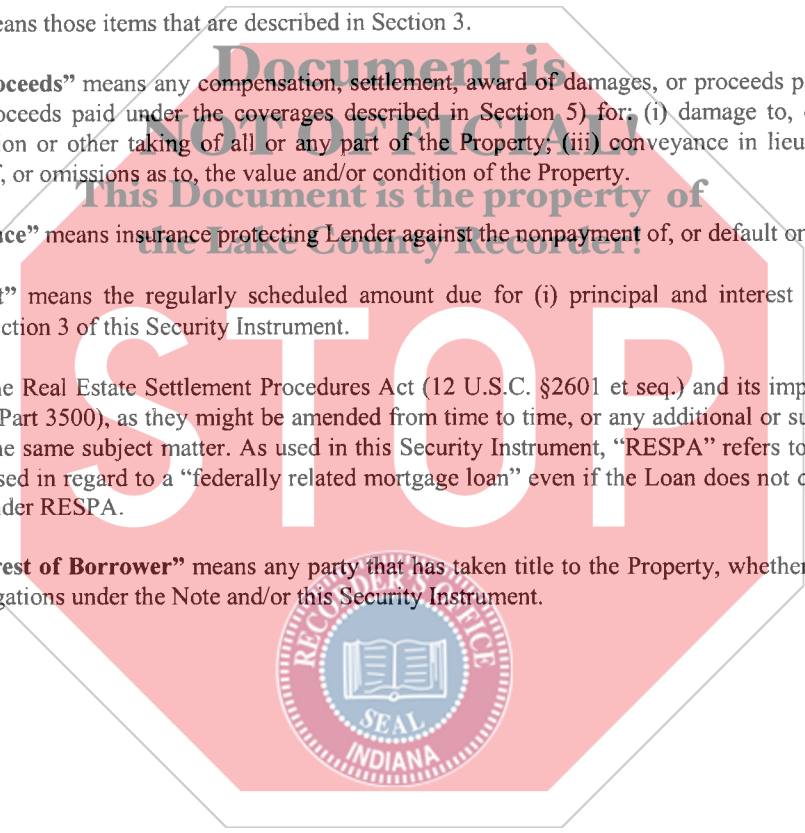 eans those items that are described in Section 3.
Document is
oceeds” means any compensation, settlement, award of damages, or proceeds p
oceeds paid under the coverages described in Section 5) for: (i) damage to,
NOT OFFICIAL!
ion or other taking of all or any part of the Property; (iii) conveyance in lieu
f, or omissions as to, the value and/or condition of the Property.
This Document is the property of
nce” means insurance protecting Lender against the nonpayment of, or default on
the Lake County Recorder!
t” means the regularly scheduled amount due for (i) principal and interest
ection 3 of this Security Instrument.
STOP
he Real Estate Settlement Procedures Act (12 U.S.C. §2601 et seq.) and its imp
Part 3500), as they might be amended from time to time, or any additional or su
he same subject matter. As used in this Security Instrument, “RESPA” refers to
sed in regard to a “federally related mortgage loan” even if the Loan does not
der RESPA.
rest of Borrower” means any party that has taken title to the Property, whether
gations under the Note and/or this Security Instrument.
RECORDER'S OFFICE
SEAL
INDIANA